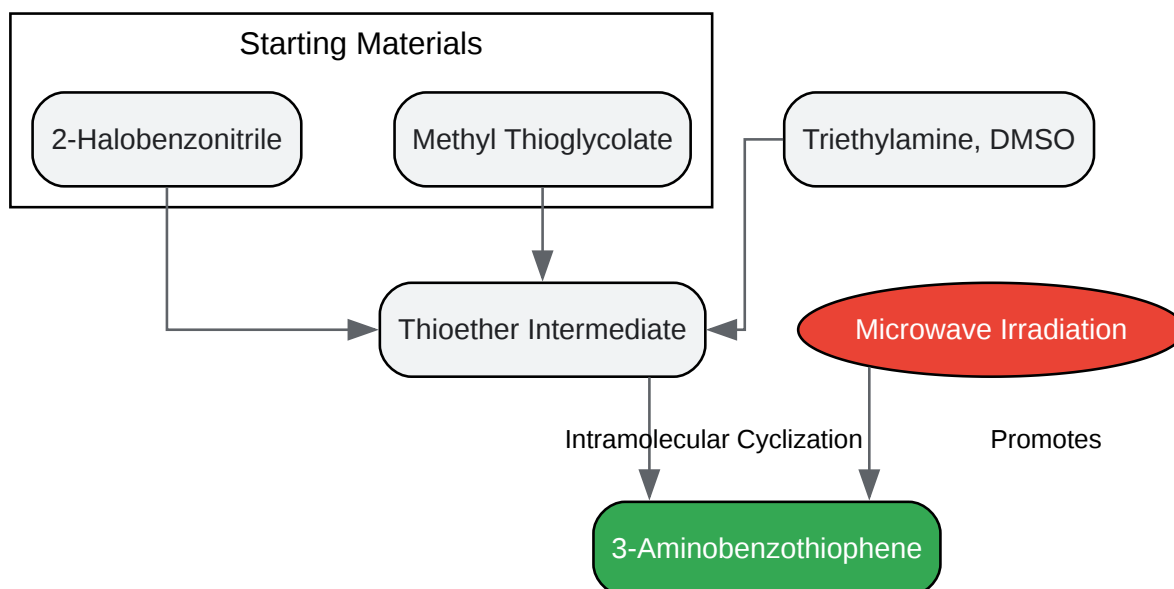 Starting Materials
2-Halobenzonitrile
Methyl Thioglycolate
Triethylamine, DMSO
Thioether Intermediate
Microwave Irradiation
Intramolecular Cyclization
Promotes
3-Aminobenzothiophene